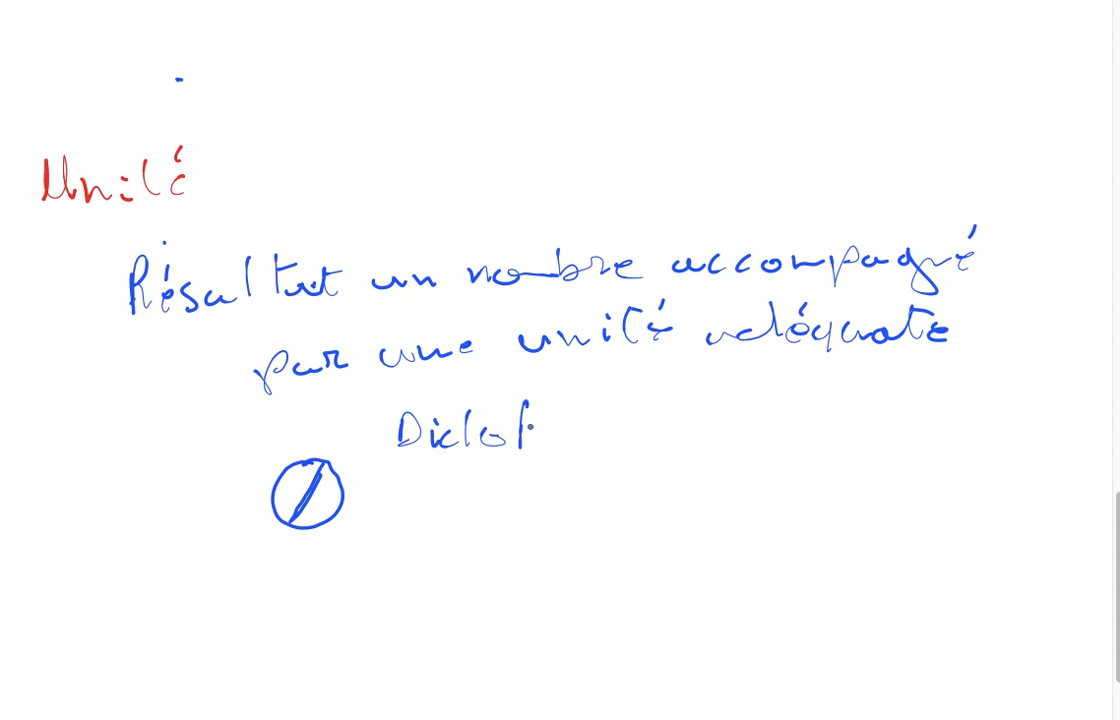 Unité
Résultat un nombre accompagné
par une unité adéquate
Diclof